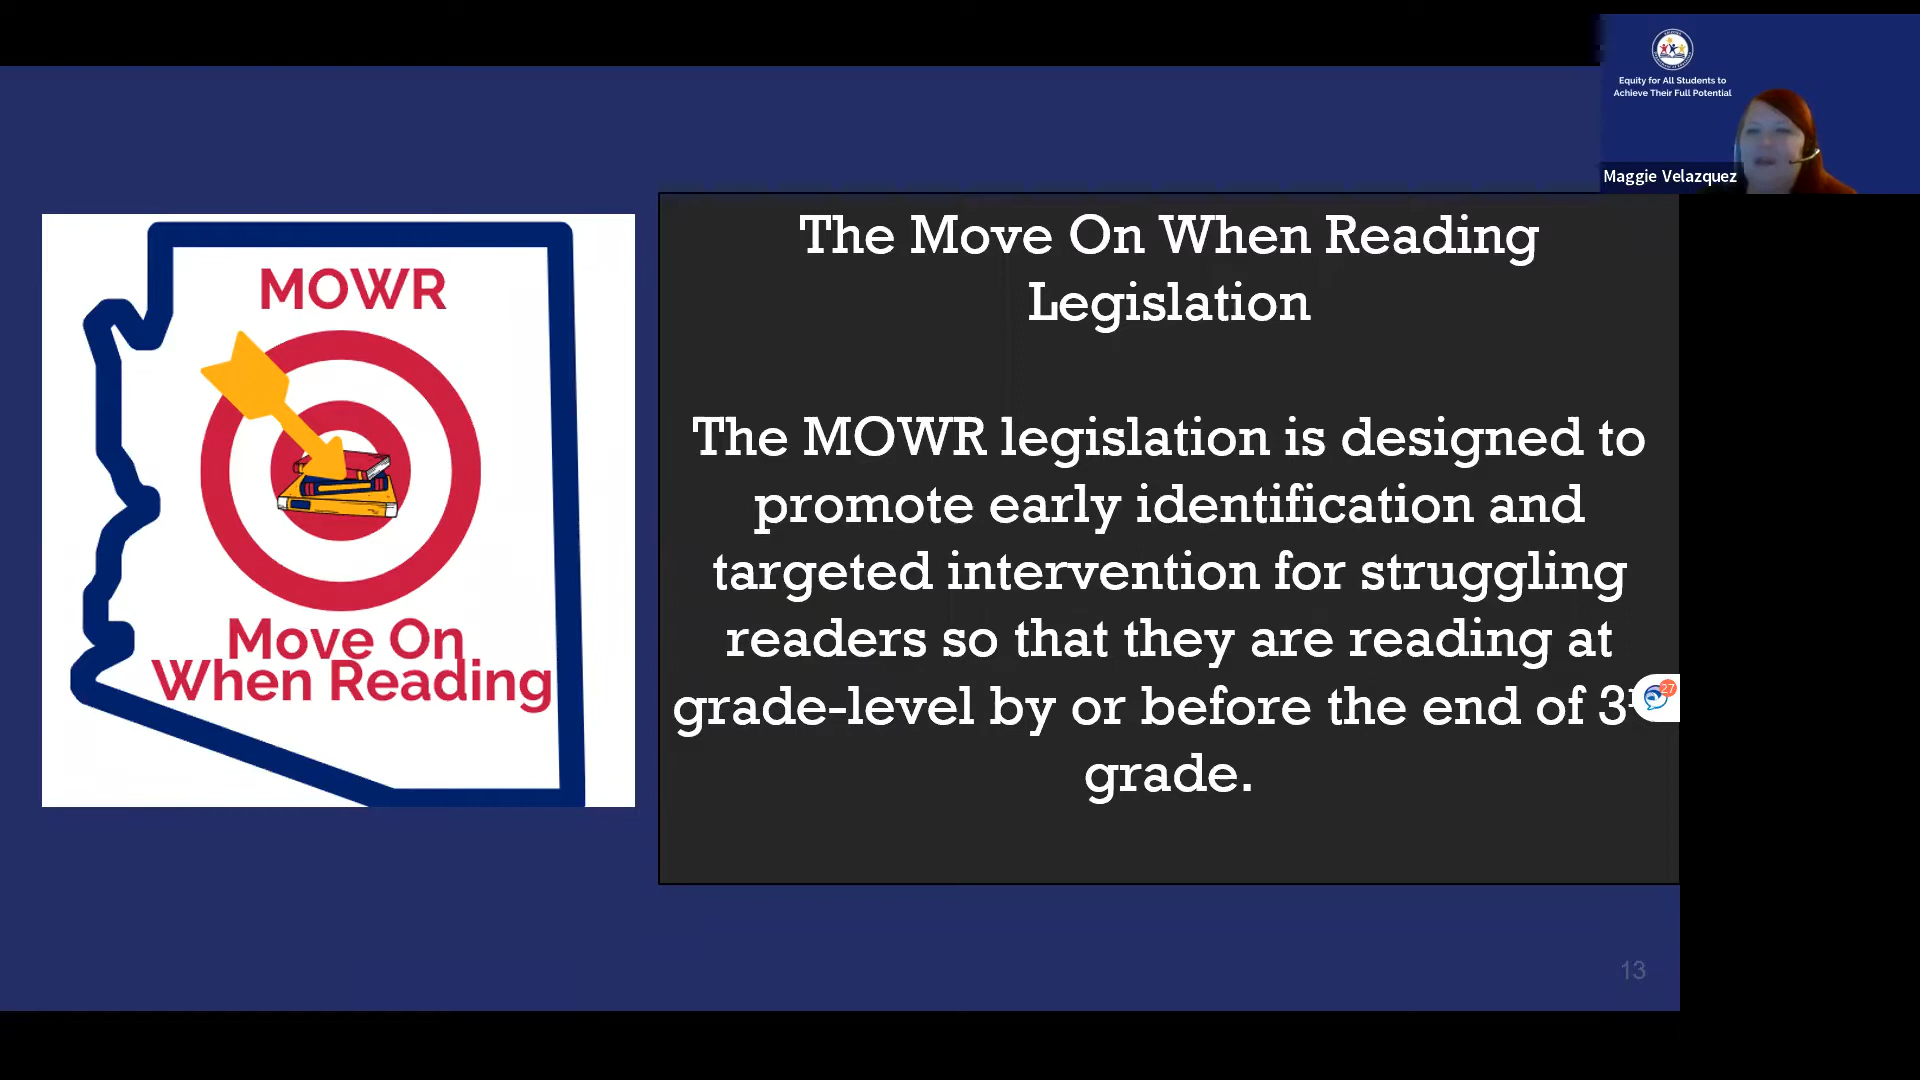 Equity for All Students to
Achieve Their Full Potential
Maggie Velazquez
MOWR
Move On
When Reading
The Move On When Reading
Legislation
The MOWR legislation is designed to
promote early identification and
targeted intervention for struggling
readers so that they are reading at
grade-level by or before the end of 3
grade.
27
13